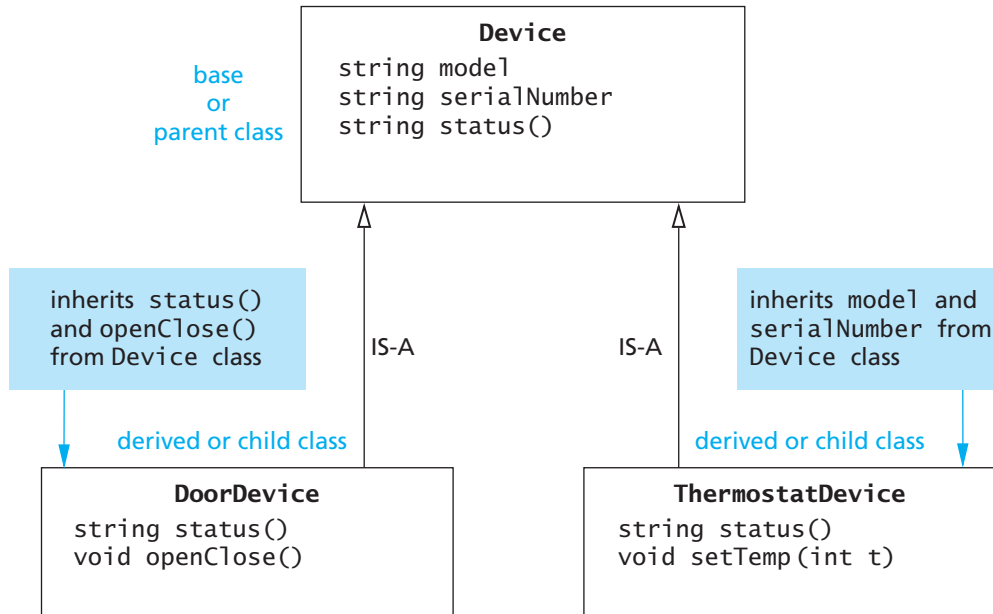 Device
string model
string serialNumber
string status()
base
or
parent class
inherits status()
and openClose()
from Device class
IS-A
IS-A
inherits model and
serialNumber from
Device class
derived or child class
derived or child class
DoorDevice
string status()
void openClose()
ThermostatDevice
string status()
void setTemp(int t)